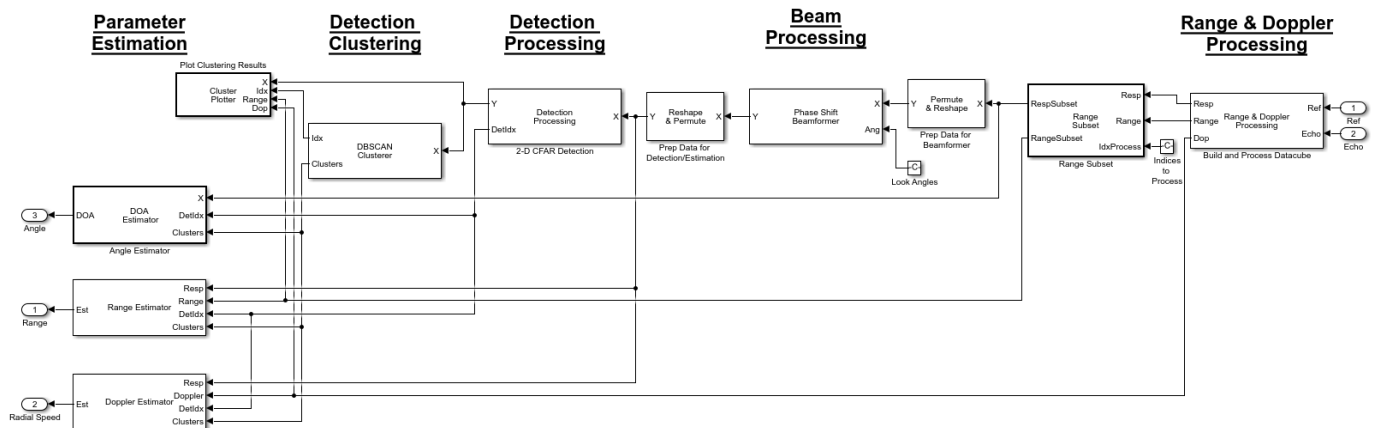 Parameter
Estimation
Detection
Clustering
Detection
Processing
Beam
Processing
Range & Doppler
Processing
Plot Clustering Results
Cluster
Plotter
X
Idx
Range
Dop
Idx
Clusters
DBSCAN
Clusterer
X
Y
DetIdx
Detection
Processing
X
2-D CFAR Detection
Y
Reshape
& Permute
X
Prep Data for
Detection/Estimation
Y
Phase Shift
Beamformer
X
Ang
C
Look Angles
Y
Permute
& Reshape
X
Prep Data for
Beamformer
RespSubset
RangeSubset
Range
Subset
Resp
Range
IdxProcess
Range Subset
C
Indices
to
Process
Resp
Range
Dop
Range & Doppler
Processing
Ref
Echo
Build and Process Datacube
1
Ref
2
Echo
3
Angle
DOA
DOA
Estimator
X
DetIdx
Clusters
Angle Estimator
1
Range
Est
Range Estimator
Resp
Range
DetIdx
Clusters
2
Radial Speed
Est
Doppler Estimator
Resp
Doppler
DetIdx
Clusters